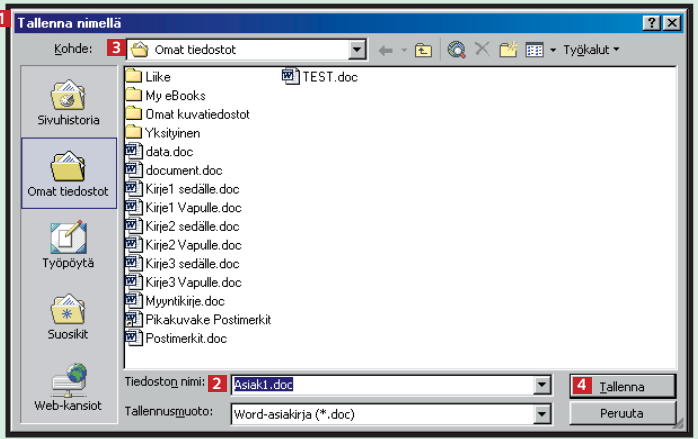 1
Tallenna nimellä
Kohde: 3 Omat tiedostot Työkalut
Sivuhistoria
Omat tiedostot
Työpöytä
Suosikit
Web-kansiot
Liike
My eBooks
Omat kuvatiedostot
Yksityinen
data.doc
document.doc
Kirje1 sedälle.doc
Kirje1 Vapulle.doc
Kirje2 sedälle.doc
Kirje2 Vapulle.doc
Kirje3 sedälle.doc
Kirje3 Vapulle.doc
Myyntikirje.doc
Pikakuvake Postimerkit
Postimerkit.doc
TEST.doc
Tiedoston nimi: 2 Asiak1.doc 4 Tallenna
Tallennusmuoto: Word-asiakirja (*.doc) Peruuta